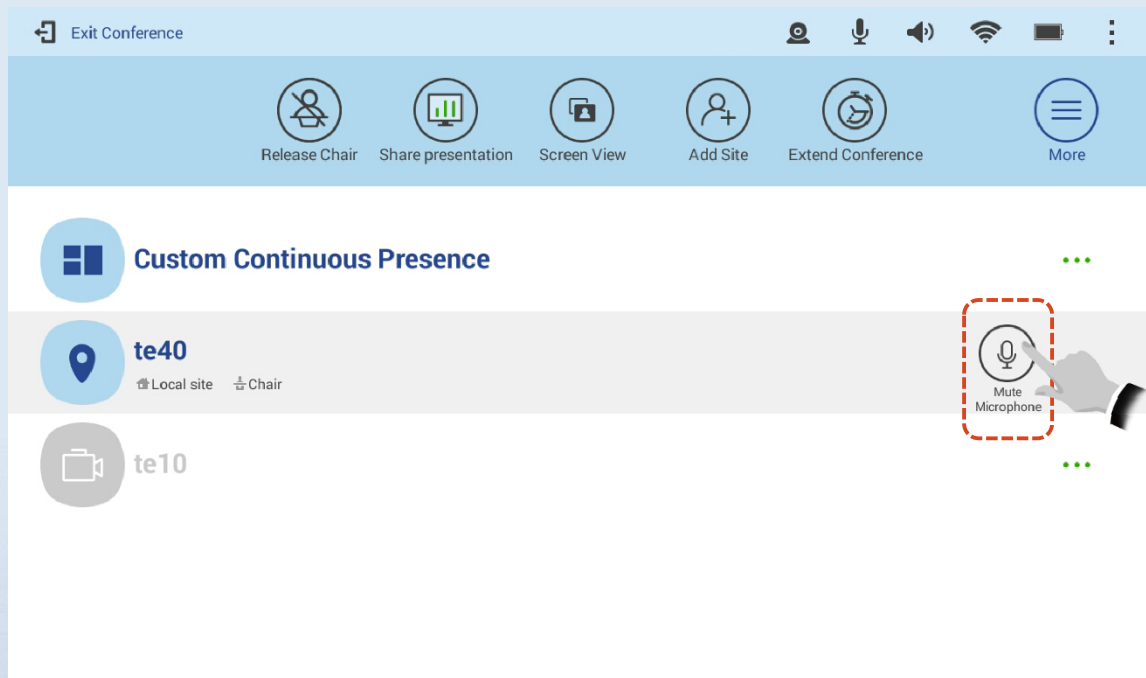 Exit Conference
Release Chair
Share presentation
Screen View
Add Site
Extend Conference
More
Custom Continuous Presence
te40
Local site
Chair
Mute
Microphone
te10